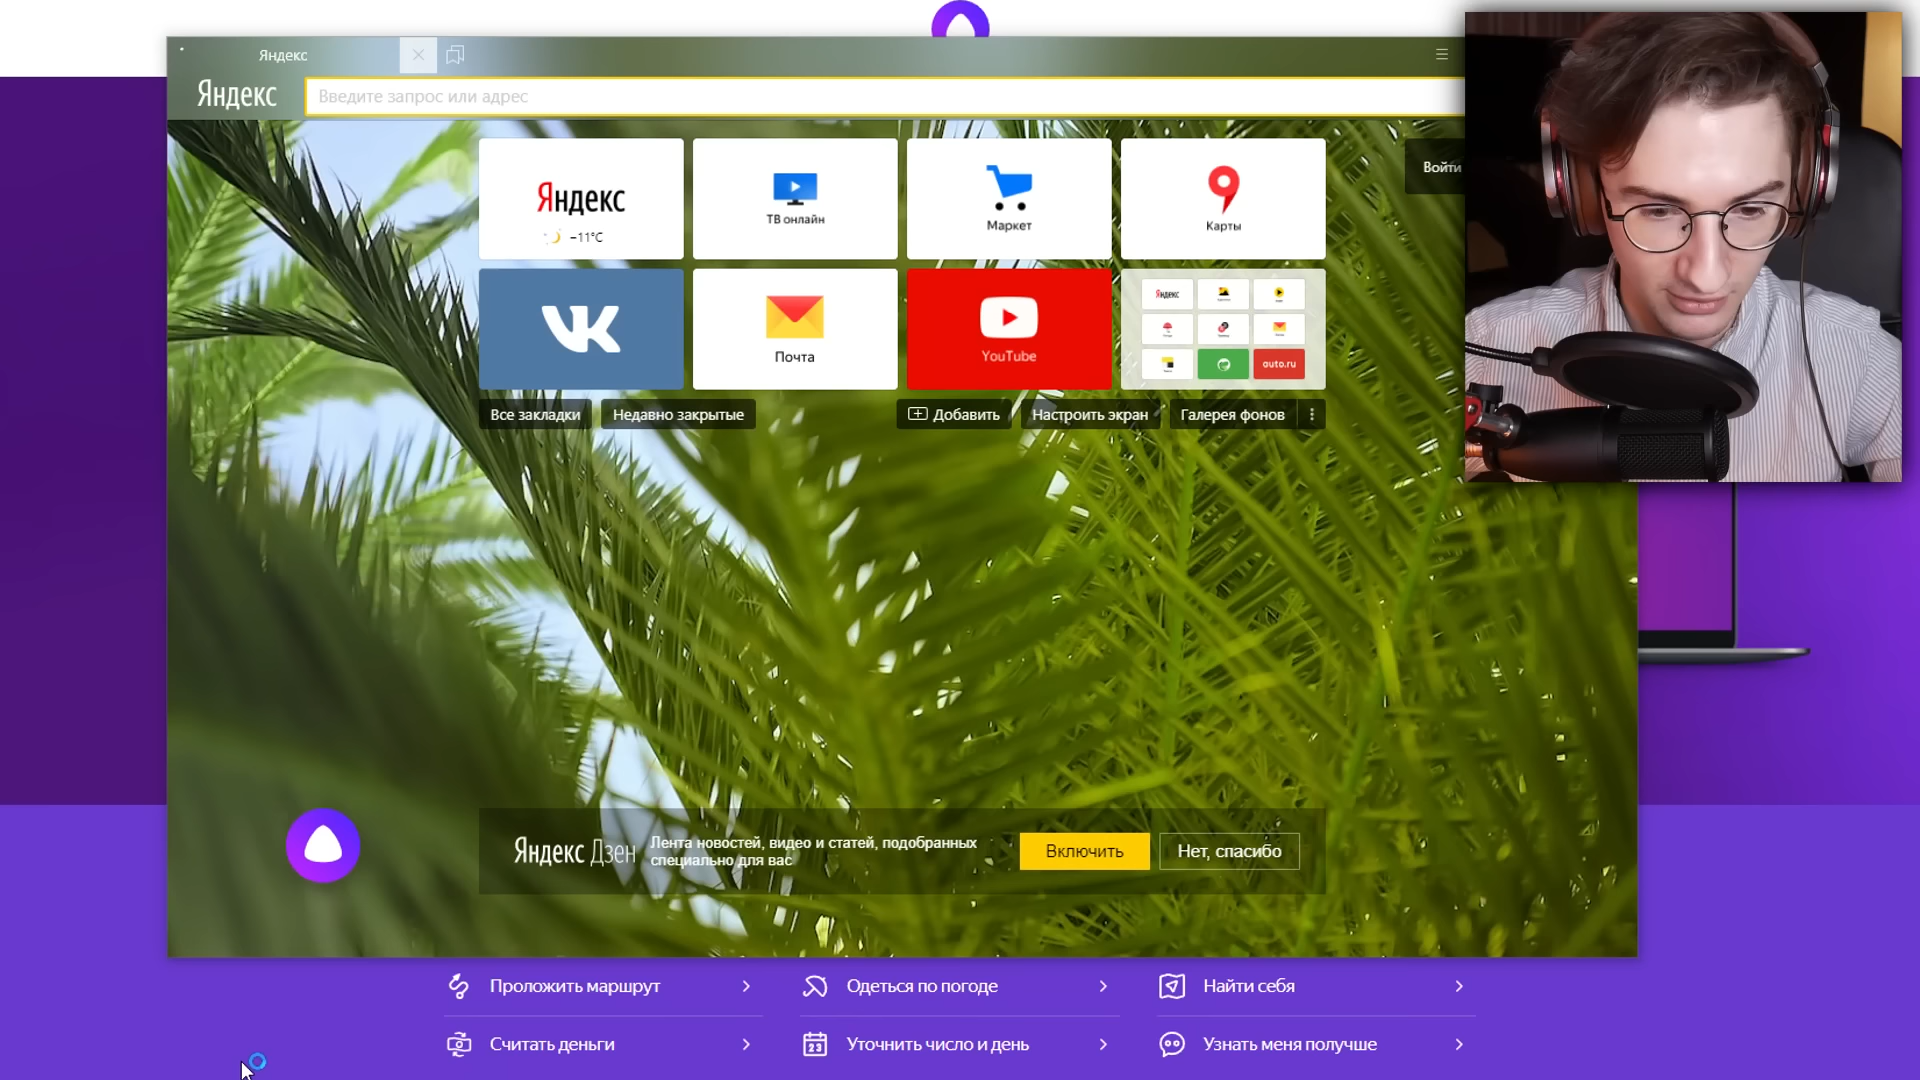 Яндекс
Яндекс
Введите запрос или адрес
Войти
Яндекс
−11°C
ТВ онлайн
Маркет
Карты
Почта
YouTube
Яндекс
auto.ru
Все закладки
Недавно закрытые
Добавить
Настроить экран
Галерея фонов
Яндекс Дзен
Лента новостей, видео и статей, подобранных
специально для вас
Включить
Нет, спасибо
Проложить маршрут
Одеться по погоде
Найти себя
Считать деньги
23
Уточнить число и день
Узнать меня получше